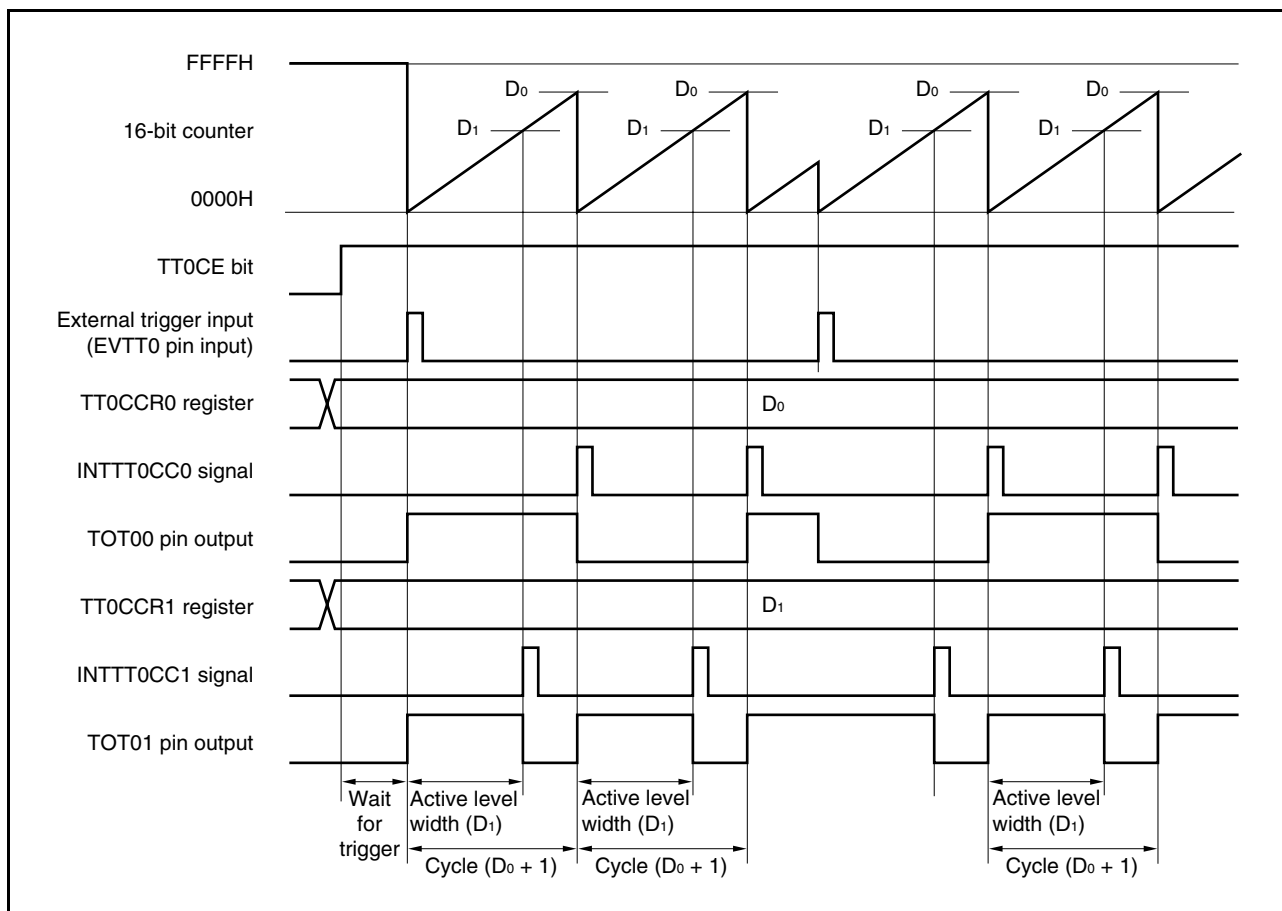 FFFFH
D0
D0
D0
D0
16-bit counter
D1
D1
D1
D1
0000H
TT0CE bit
External trigger input
(EVTT0 pin input)
TT0CCR0 register
D0
INTTT0CC0 signal
TOT00 pin output
TT0CCR1 register
D1
INTTT0CC1 signal
TOT01 pin output
Wait
for
trigger
Active level
width (D1)
Active level
width (D1)
Active level
width (D1)
Cycle (D0 + 1)
Cycle (D0 + 1)
Cycle (D0 + 1)